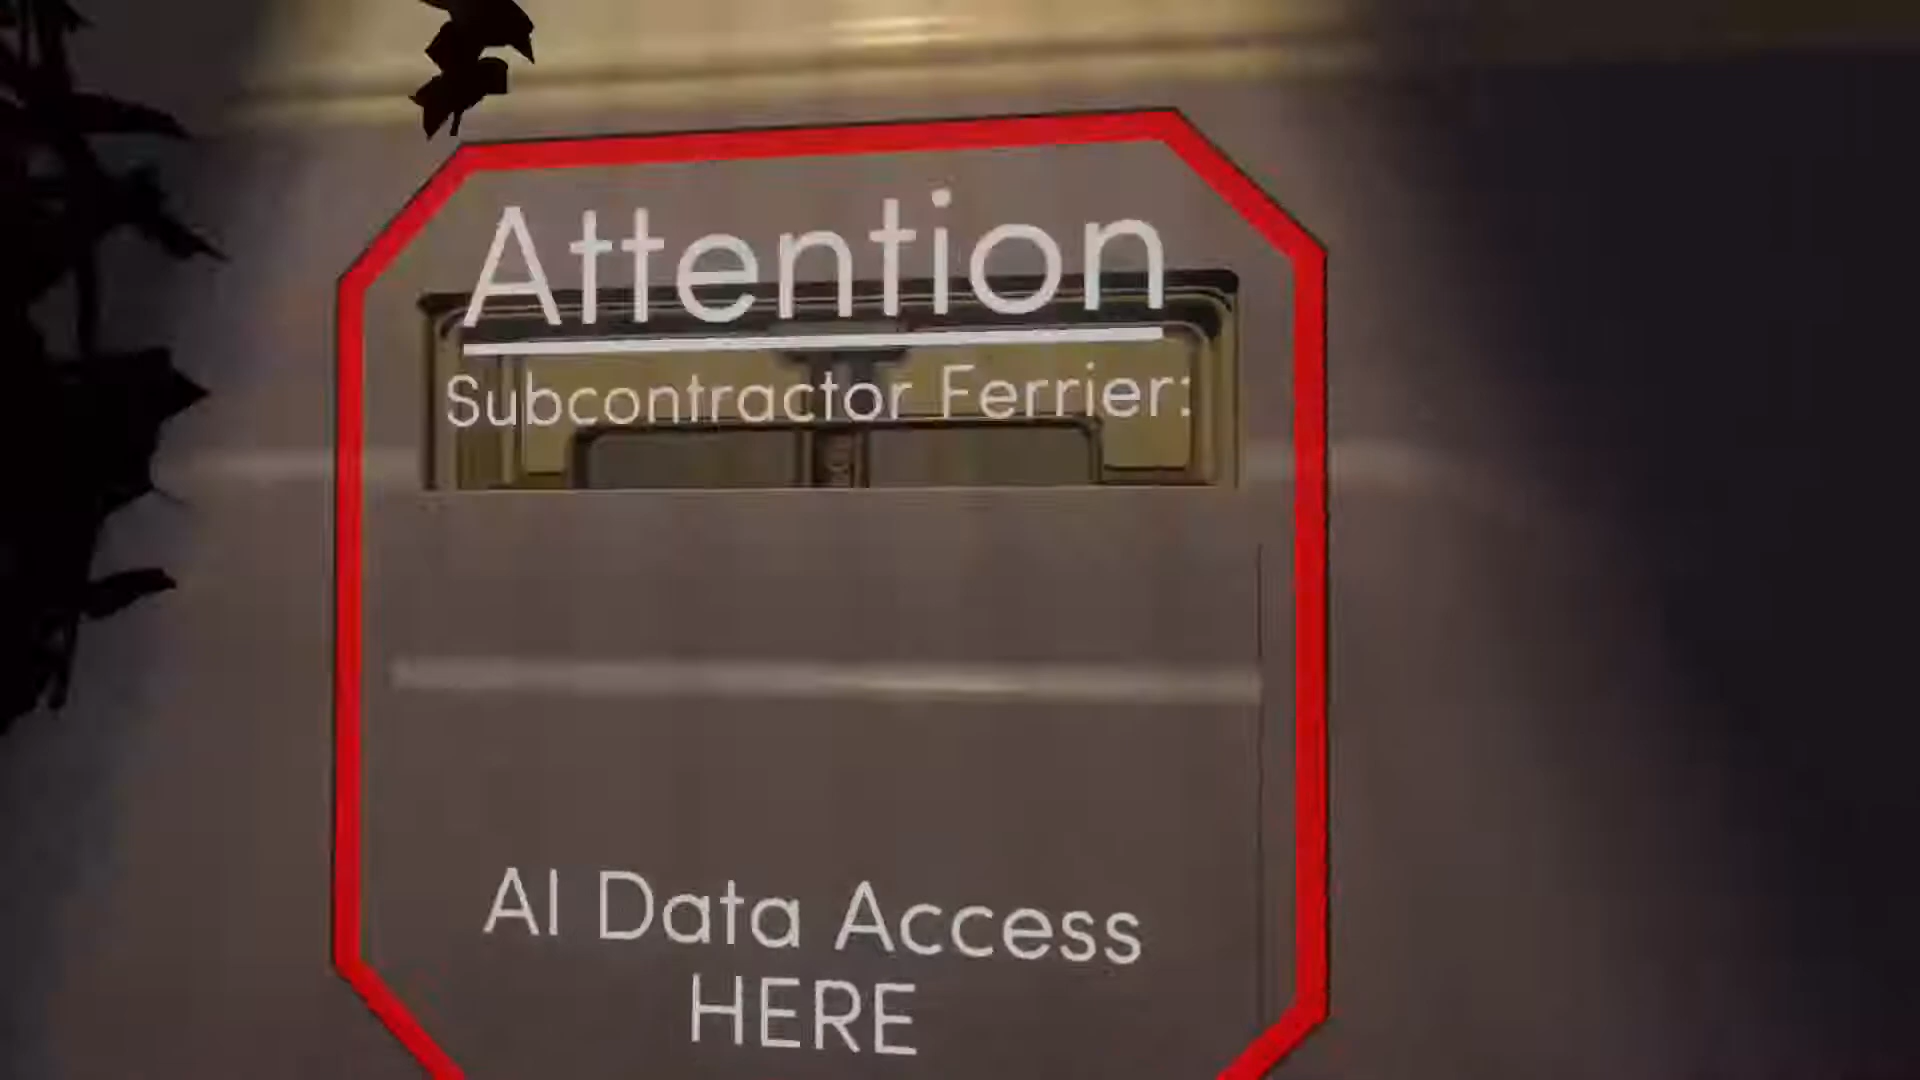 Attention
Subcontractor Ferrier:
AI Data Access
HERE